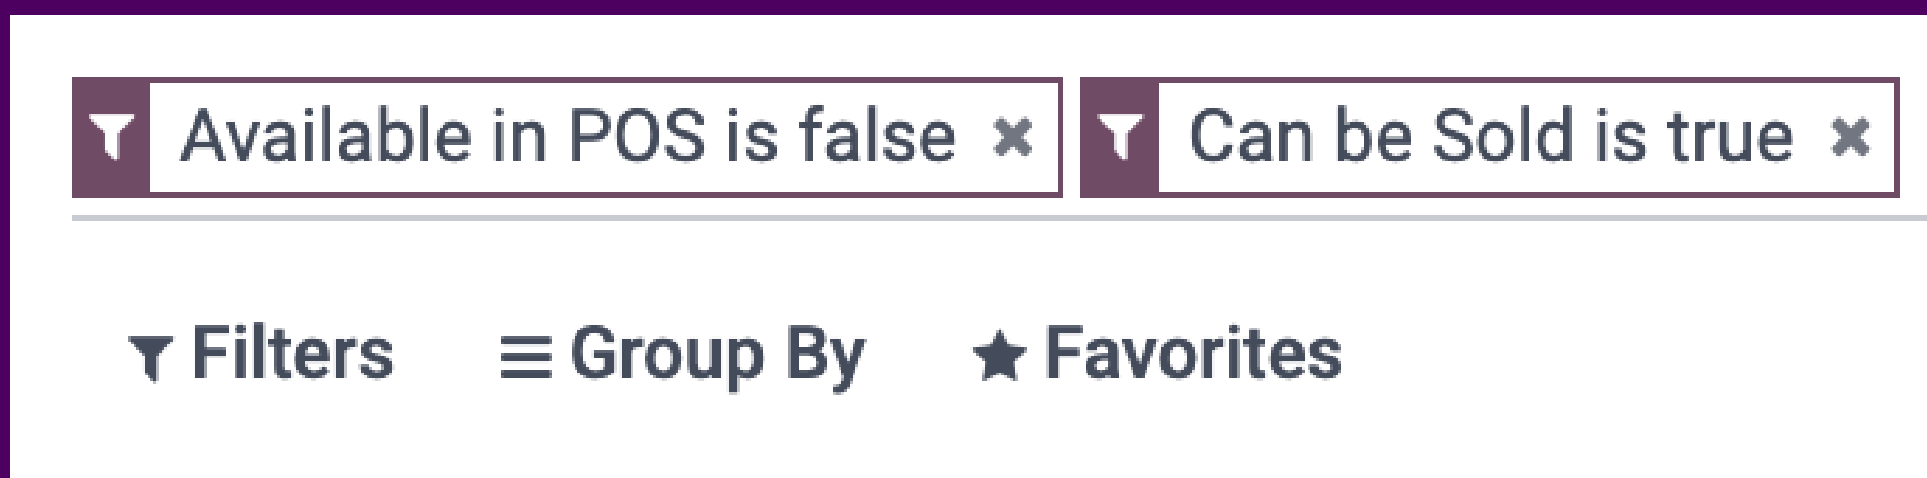 Available in POS is false Can be Sold is true
Filters Group By Favorites